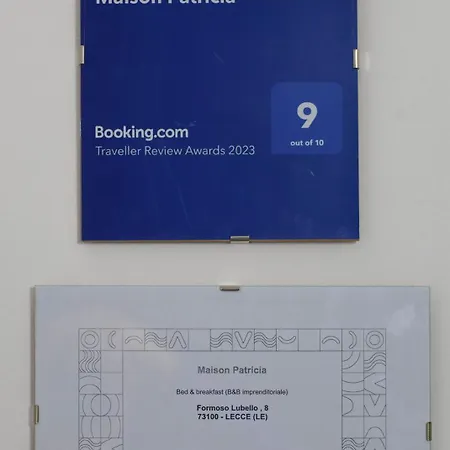 Maison Patricia
9
Booking.com
out of 10
Traveller Review Awards 2023
Maison Patrícia
Bed & breakfast (B&B imprenditoriale)
Formoso Lubello , 8
73100 - LECCE (LE)